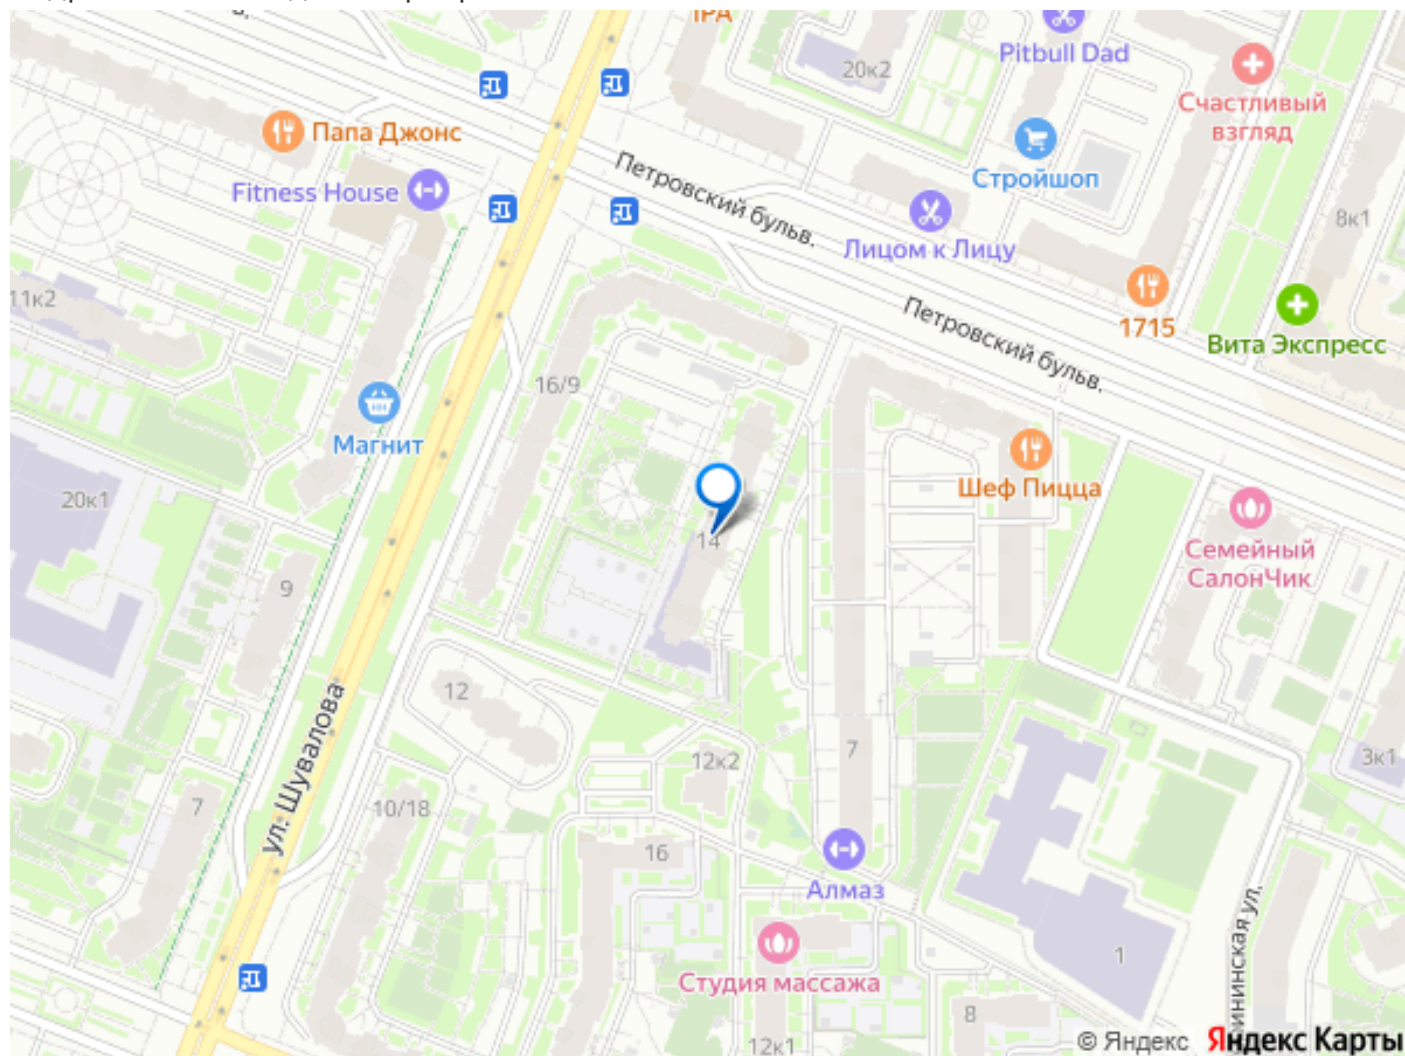 IPA
Pitbull Dad
20к2
Счастливый
взгляд
Папа Джонс
Стройшоп
Петровский бульв.
Fitness House
Лицом к Лицу
8к1
11к2
1715
Петровский бульв.
Вита Экспресс
16/9
Магнит
Шеф Пицца
20к1
14
Семейный
СалонЧик
9
12
ул. Шувалова
12к2
7
3к1
7
10/18
16
Алмаз
1
Студия массажа
8
12к1
© Яндекс
Яндекс Карты